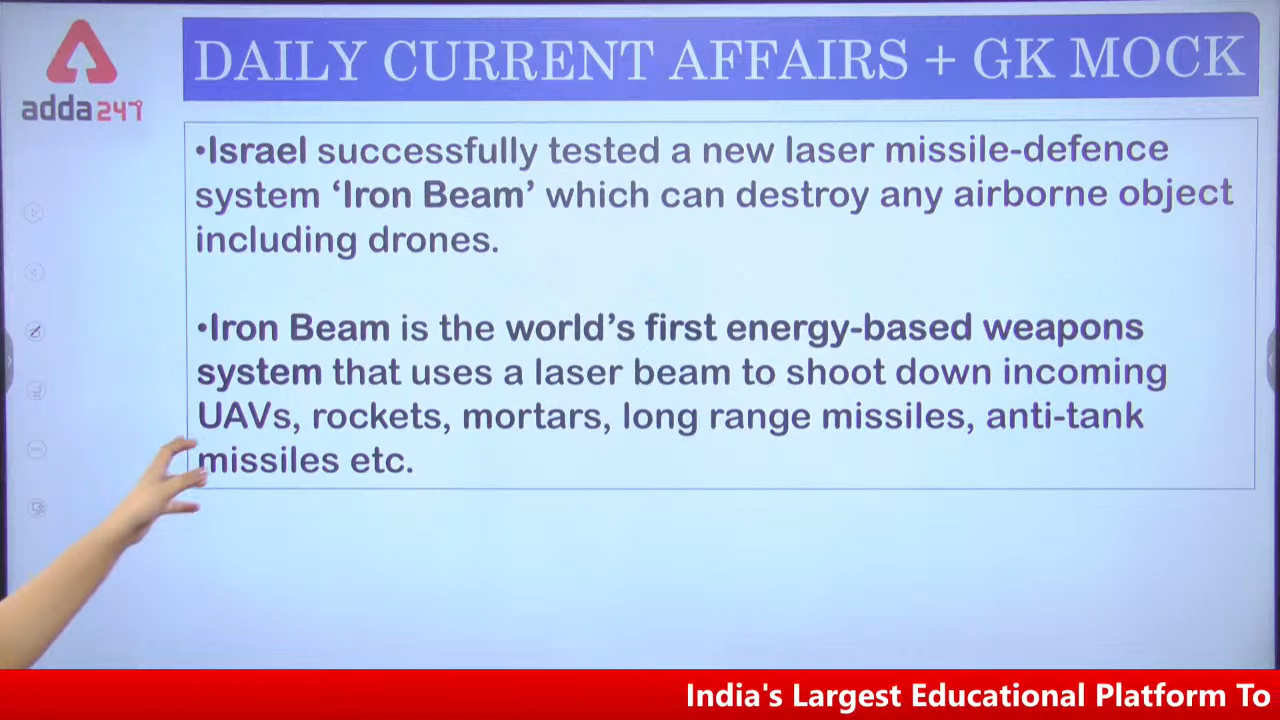 DAILY CURRENT AFFAIRS + GK MOCK
adda247
•Israel successfully tested a new laser missile-defence
system ‘Iron Beam’ which can destroy any airborne object
including drones.
•Iron Beam is the world’s first energy-based weapons
system that uses a laser beam to shoot down incoming
UAVs, rockets, mortars, long range missiles, anti-tank
missiles etc.
India's Largest Educational Platform To